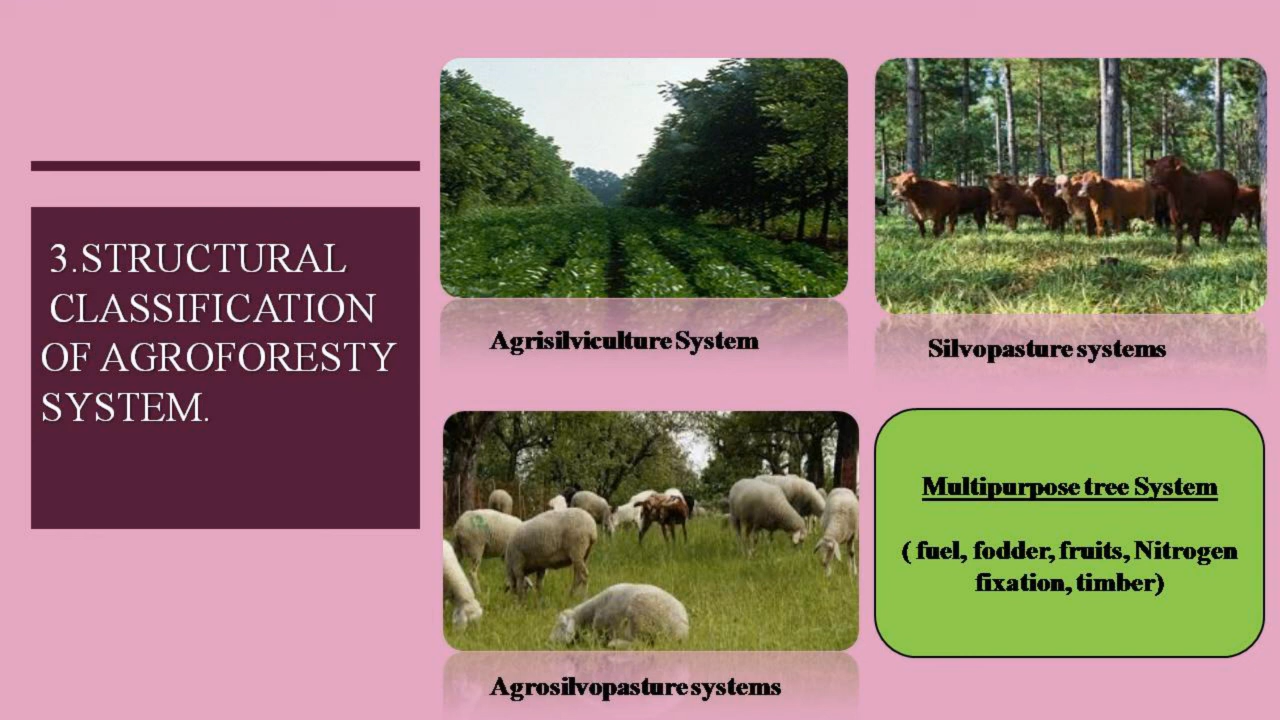 3.STRUCTURAL
CLASSIFICATION
OF AGROFORESTY
SYSTEM.
Agrisilviculture System
Silvopasture systems
Agrosilvopasture systems
Multipurpose tree System
( fuel, fodder, fruits, Nitrogen
fixation, timber)